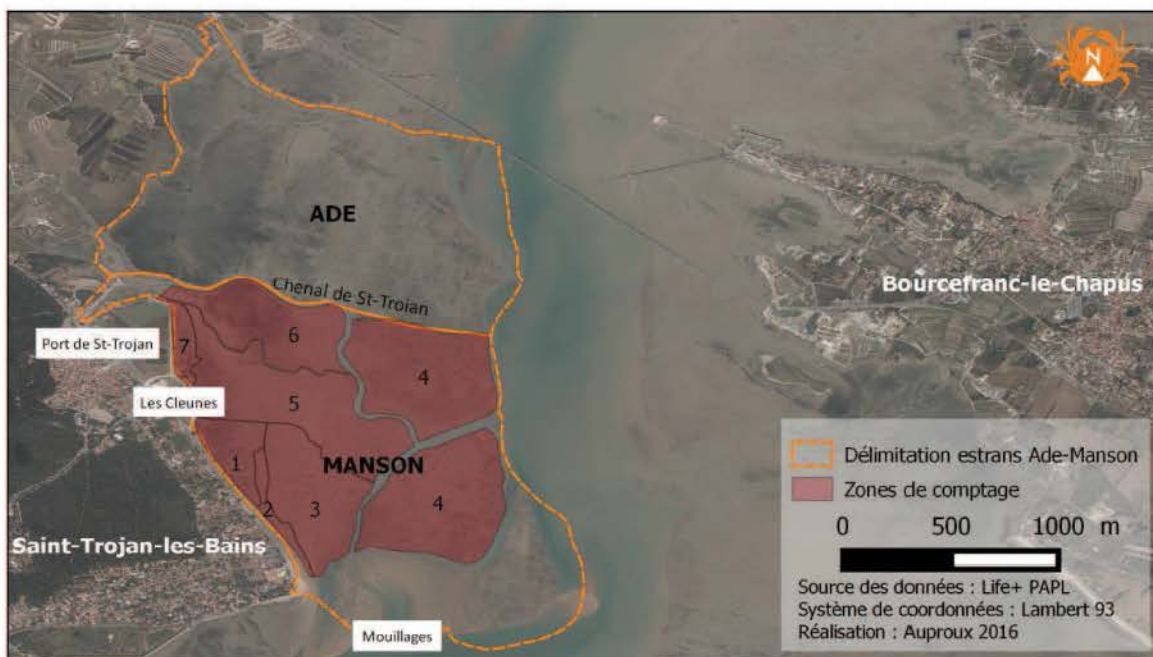 N
ADE
Chenal de St-Trojan
Bourcefranc-le-Chapus
Port de St-Trojan
6
7
4
Les Cleunes
5
1
MANSON
2
3
4
Saint-Trojan-les-Bains
Mouillages
Délimitation estrans Ade-Manson
Zones de comptage
0 500 1000 m
Source des données : Life+ PAPL
Système de coordonnées : Lambert 93
Réalisation : Auproux 2016